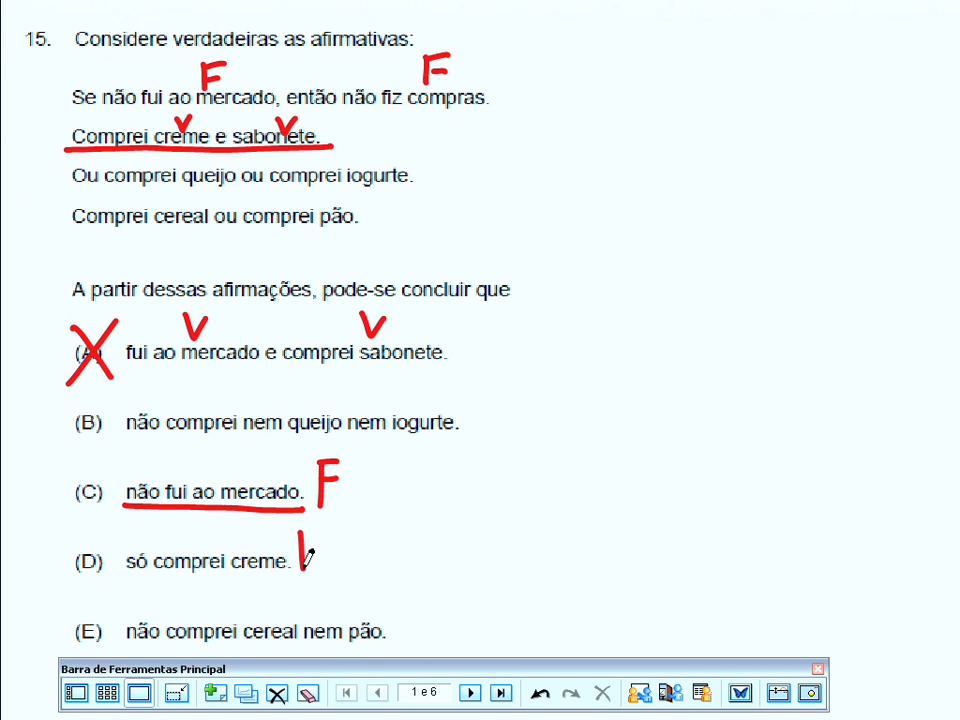 15. Considere verdadeiras as afirmativas:
F F
Se não fui ao mercado, então não fiz compras.
V V
Comprei creme e sabonete.
Ou comprei queijo ou comprei iogurte.
Comprei cereal ou comprei pão.
A partir dessas afirmações, pode-se concluir que
V V
(A) fui ao mercado e comprei sabonete.
(B) não comprei nem queijo nem iogurte.
(C) não fui ao mercado. F
(D) só comprei creme.
(E) não comprei cereal nem pão.
Barra de Ferramentas Principal
1 e 6